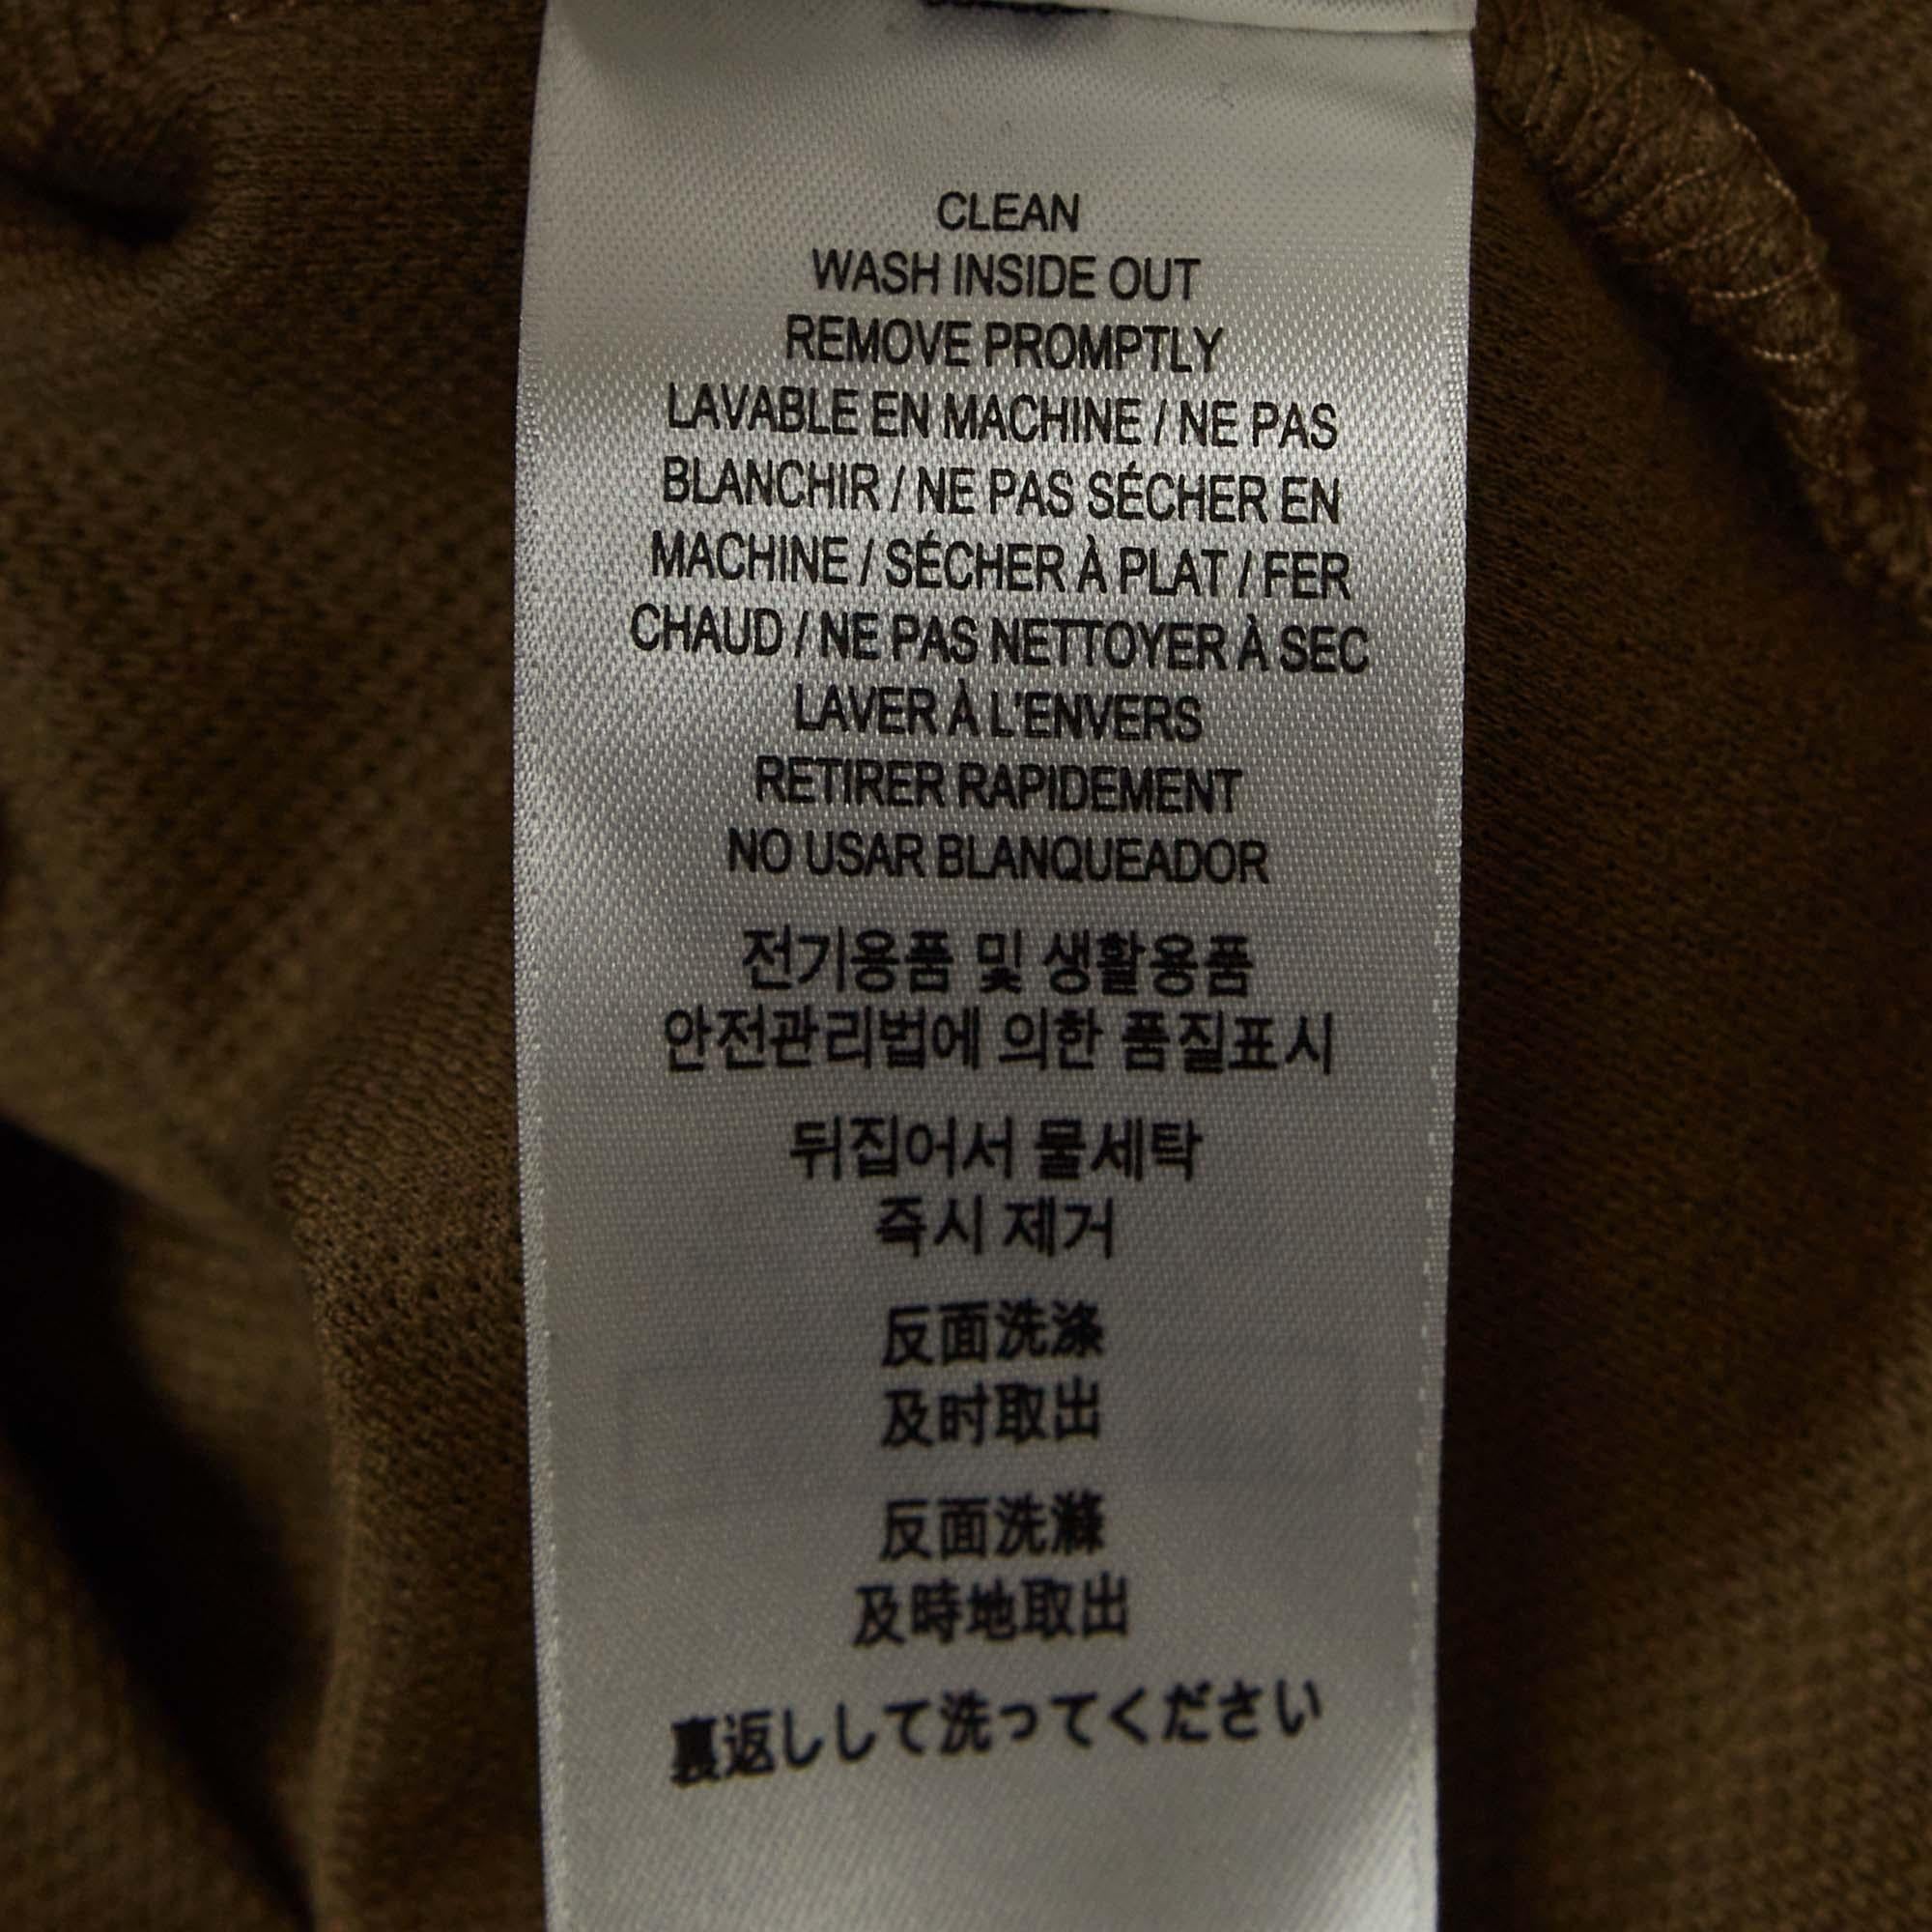 CLEAN
WASH INSIDE OUT
REMOVE PROMPTLY
LAVABLE EN MACHINE / NE PAS
BLANCHIR / NE PAS SÉCHER EN
MACHINE / SÉCHER À PLAT / FER
CHAUD / NE PAS NETTOYER À SEC
LAVER À L'ENVERS
RETIRER RAPIDEMENT
NO USAR BLANQUEADOR
전기용품 및 생활용품
안전관리법에 의한 품질표시
뒤집어서 물세탁
즉시 제거
反面洗涤
及时取出
反面洗滌
及時地取出
裏返しして洗ってください